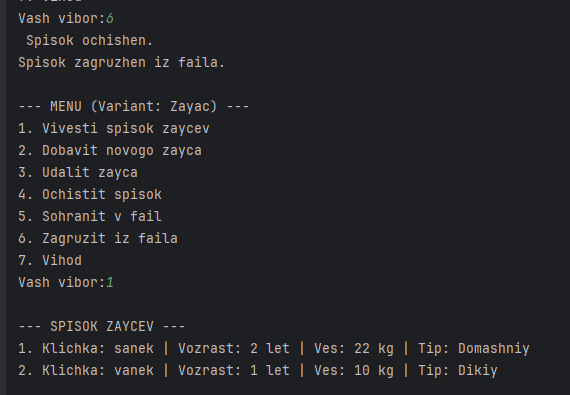 Vash vibor:6
Spisok ochishen.
Spisok zagruzhen iz faila.
--- MENU (Variant: Zayac) ---
1. Vivesti spisok zaycev
2. Dobavit novogo zayca
3. Udalit zayca
4. Ochistit spisok
5. Sohranit v fail
6. Zagruzit iz faila
7. Vihod
Vash vibor:1
--- SPISOK ZAYCEV ---
1. Klichka: sanek | Vozrast: 2 let | Ves: 22 kg | Tip: Domashniy
2. Klichka: vanek | Vozrast: 1 let | Ves: 10 kg | Tip: Dikiy